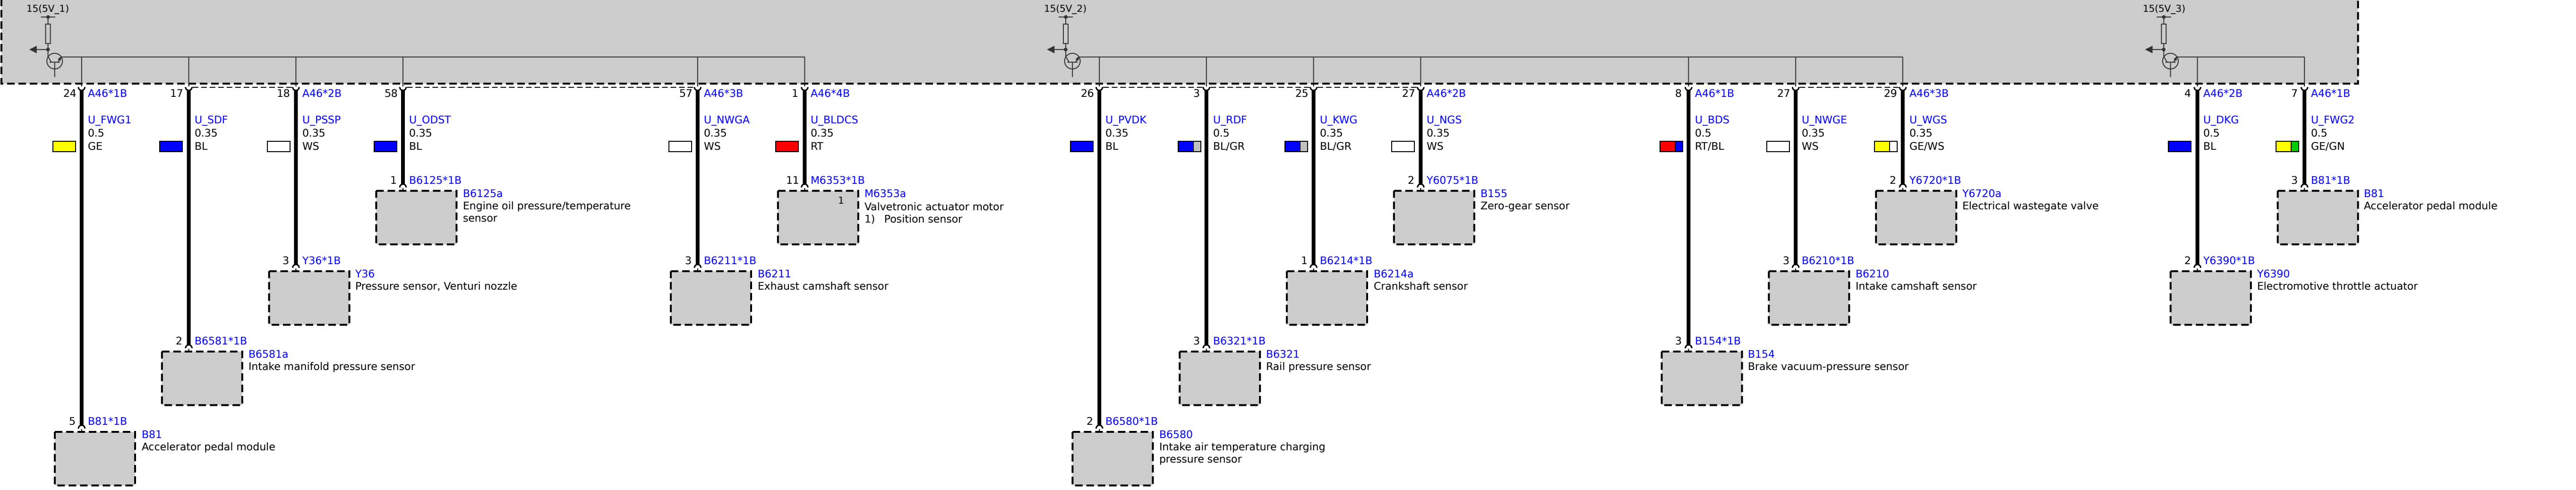 15(5V_1) 15(5V_2) 15(5V_3)
24 A46*1B 17 18 A46*2B 58 57 A46*3B 1 A46*4B 26 3 25 27 A46*2B 8 A46*1B 27 29 A46*3B 4 A46*2B 7 A46*1B
U_FWG1 U_SDF U_PSSP U_ODST U_NWGA U_BLDCS U_PVDK U_RDF U_KWG U_NGS U_BDS U_NWGE U_WGS U_DKG U_FWG2
0.5 0.35 0.35 0.35 0.35 0.35 0.35 0.5 0.35 0.35 0.5 0.35 0.35 0.5 0.5
GE BL WS BL WS RT BL BL/GR BL/GR WS RT/BL WS GE/WS BL GE/GN
1 B6125*1B 11 M6353*1B 2 Y6075*1B 2 Y6720*1B 3 B81*1B
B6125a M6353a B155 Y6720a B81
1
Engine oil pressure/temperature Valvetronic actuator motor Zero-gear sensor Electrical wastegate valve Accelerator pedal module
sensor 1) Position sensor
3 Y36*1B 3 B6211*1B 1 B6214*1B 3 B6210*1B 2 Y6390*1B
Y36 B6211 B6214a B6210 Y6390
Pressure sensor, Venturi nozzle Exhaust camshaft sensor Crankshaft sensor Intake camshaft sensor Electromotive throttle actuator
2 B6581*1B 3 B6321*1B 3 B154*1B
B6581a B6321 B154
Intake manifold pressure sensor Rail pressure sensor Brake vacuum-pressure sensor
5 B81*1B 2 B6580*1B
B81 B6580
Accelerator pedal module Intake air temperature charging
pressure sensor